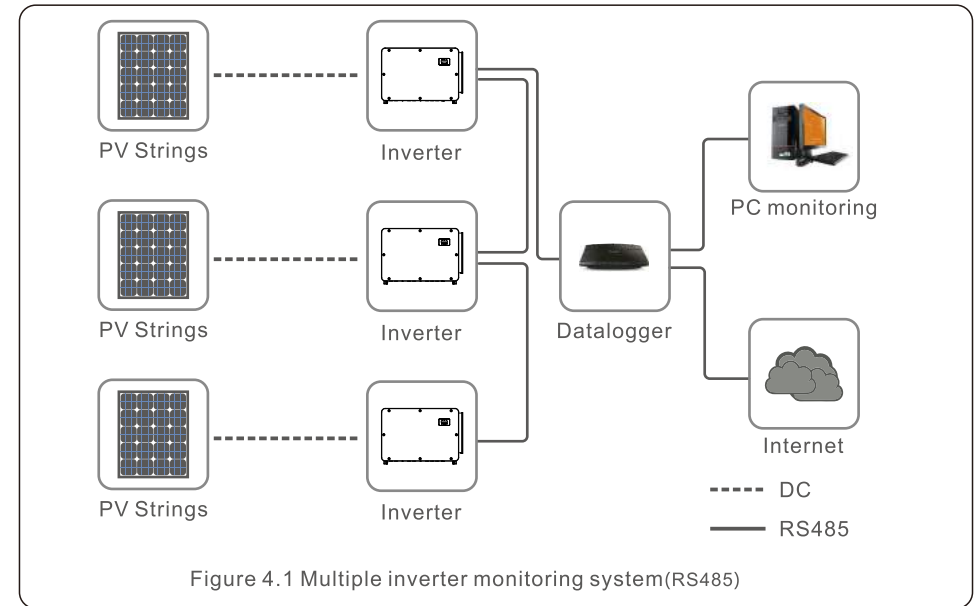 PV Strings
Inverter
PC monitoring
PV Strings
Inverter
Datalogger
Internet
PV Strings
Inverter
DC
RS485
Figure 4.1 Multiple inverter monitoring system(RS485)